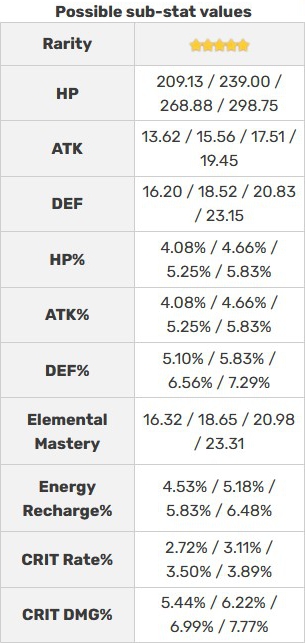 Possible sub-stat values
Rarity
HP
209.13 / 239.00 /
268.88 / 298.75
ATK
13.62 / 15.56 / 17.51 /
19.45
DEF
16.20 / 18.52 / 20.83
/ 23.15
HP%
4.08% / 4.66% /
5.25% / 5.83%
ATK%
4.08% / 4.66% /
5.25% / 5.83%
DEF%
5.10% / 5.83% /
6.56% / 7.29%
Elemental
Mastery
16.32 / 18.65 / 20.98
/ 23.31
Energy
Recharge%
4.53% / 5.18% /
5.83% / 6.48%
CRIT Rate%
2.72% / 3.11% /
3.50% / 3.89%
CRIT DMG%
5.44% / 6.22% /
6.99% / 7.77%